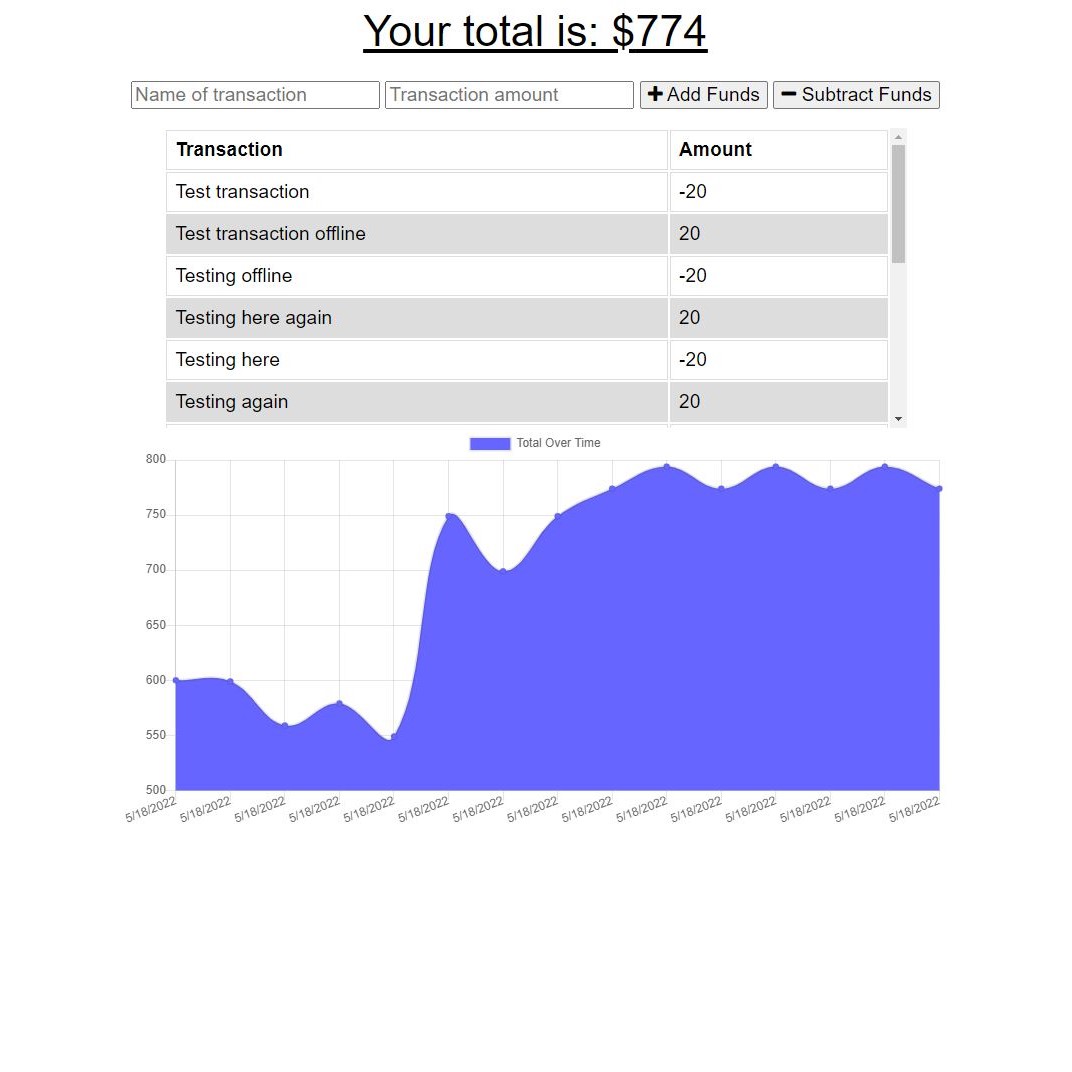 Your total is: $774
Name of transaction Transaction amount + Add Funds − Subtract Funds
Transaction Amount
Test transaction -20
Test transaction offline 20
Testing offline -20
Testing here again 20
Testing here -20
Testing again 20
Total Over Time
800
750
700
650
600
550
500
5/18/2022 5/18/2022 5/18/2022 5/18/2022 5/18/2022 5/18/2022 5/18/2022 5/18/2022 5/18/2022 5/18/2022 5/18/2022 5/18/2022 5/18/2022 5/18/2022 5/18/2022